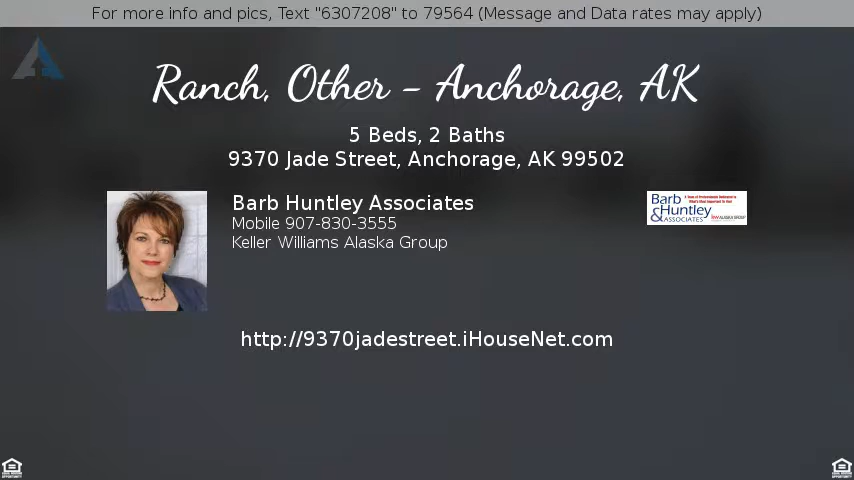 For more info and pics, Text "6307208" to 79564 (Message and Data rates may apply)
Ranch, Other - Anchorage, AK
5 Beds, 2 Baths
9370 Jade Street, Anchorage, AK 99502
Barb Huntley Associates
Mobile 907-830-3555
Keller Williams Alaska Group
Barb
Huntley
&ASSOCIATES
http://9370jadestreet.iHouseNet.com